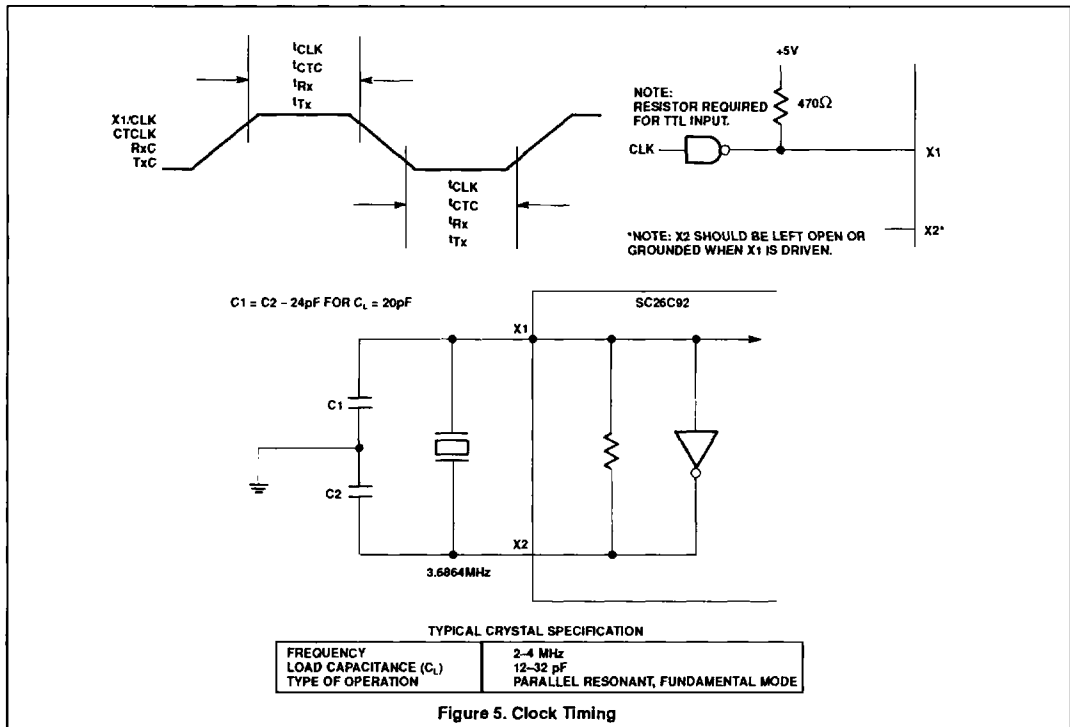 tCLK
tCTC
tRx
tTx
X1/CLK
CTCLK
RxC
TxC
tCLK
tCTC
tRx
tTx
+5V
NOTE:
RESISTOR REQUIRED
FOR TTL INPUT.
470Ω
CLK
X1
X2*
*NOTE: X2 SHOULD BE LEFT OPEN OR
GROUNDED WHEN X1 IS DRIVEN.
C1 = C2 – 24pF FOR CL = 20pF
SC26C92
X1
C1
C2
X2
3.6864MHz
TYPICAL CRYSTAL SPECIFICATION
FREQUENCY 2–4 MHz
LOAD CAPACITANCE (CL) 12–32 pF
TYPE OF OPERATION PARALLEL RESONANT, FUNDAMENTAL MODE
Figure 5. Clock Timing